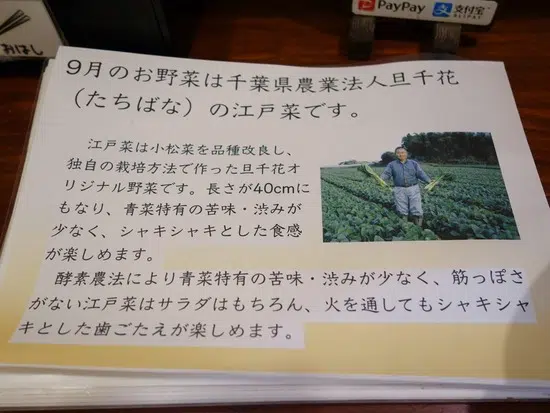 おはし
PayPay
支付宝
ALIPAY
9月のお野菜は千葉県農業法人旦千花
（たちばな）の江戸菜です。
江戸菜は小松菜を品種改良し、
独自の栽培方法で作った旦千花オ
リジナル野菜です。長さが40cmに
もなり、青菜特有の苦味・渋みが
少なく、シャキシャキとした食感
が楽しめます。
酵素農法により青菜特有の苦味・渋みが少なく、筋っぽさ
がない江戸菜はサラダはもちろん、火を通してもシャキシャ
キとした歯ごたえが楽しめます。